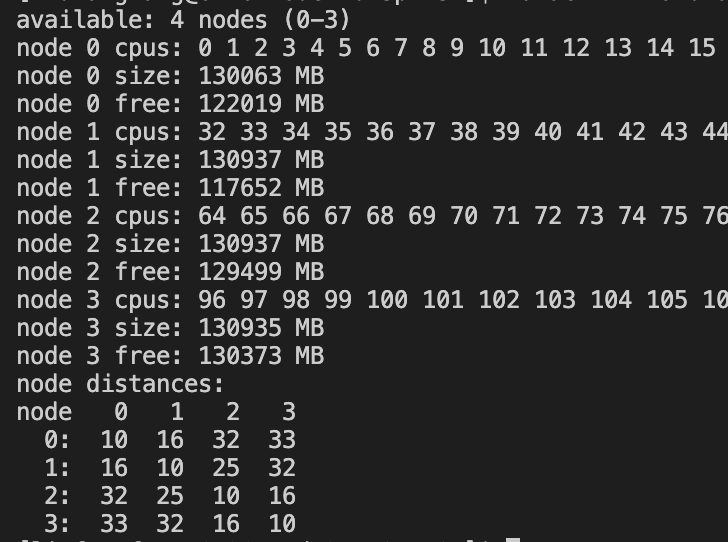 available: 4 nodes (0-3)
node 0 cpus: 0 1 2 3 4 5 6 7 8 9 10 11 12 13 14 15
node 0 size: 130063 MB
node 0 free: 122019 MB
node 1 cpus: 32 33 34 35 36 37 38 39 40 41 42 43 44
node 1 size: 130937 MB
node 1 free: 117652 MB
node 2 cpus: 64 65 66 67 68 69 70 71 72 73 74 75 76
node 2 size: 130937 MB
node 2 free: 129499 MB
node 3 cpus: 96 97 98 99 100 101 102 103 104 105 10
node 3 size: 130935 MB
node 3 free: 130373 MB
node distances:
node 0 1 2 3
0: 10 16 32 33
1: 16 10 25 32
2: 32 25 10 16
3: 33 32 16 10